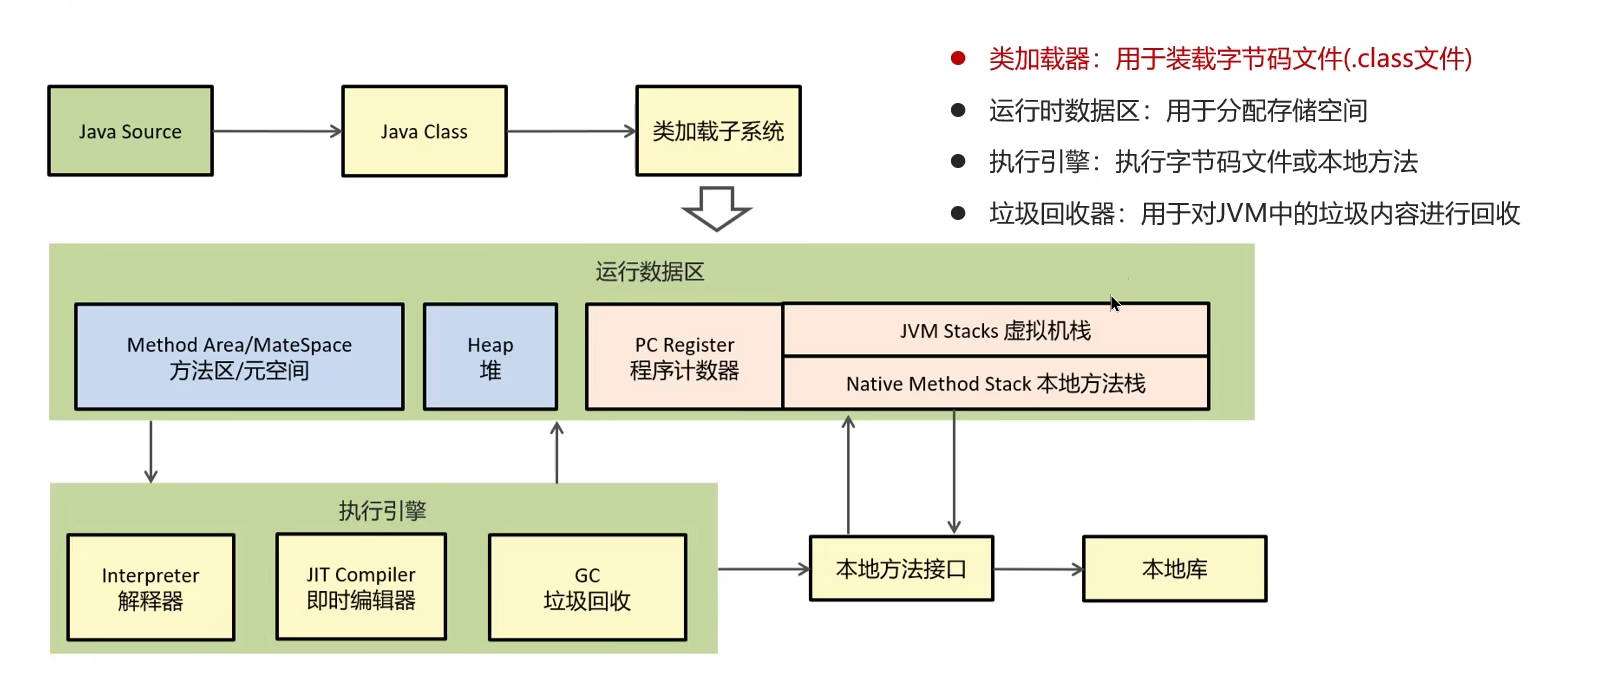 类加载器：用于装载字节码文件(.class文件)
运行时数据区：用于分配存储空间
执行引擎：执行字节码文件或本地方法
垃圾回收器：用于对JVM中的垃圾内容进行回收
Java Source
Java Class
类加载子系统
运行数据区
Method Area/MateSpace
方法区/元空间
Heap
堆
PC Register
程序计数器
JVM Stacks 虚拟机栈
Native Method Stack 本地方法栈
执行引擎
Interpreter
解释器
JIT Compiler
即时编辑器
GC
垃圾回收
本地方法接口
本地库